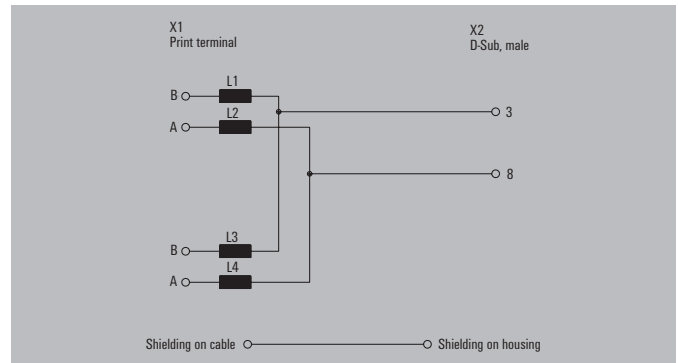 X1
Print terminal
X2
D-Sub, male
L1
B
3
L2
A
8
L3
B
L4
A
Shielding on cable
Shielding on housing